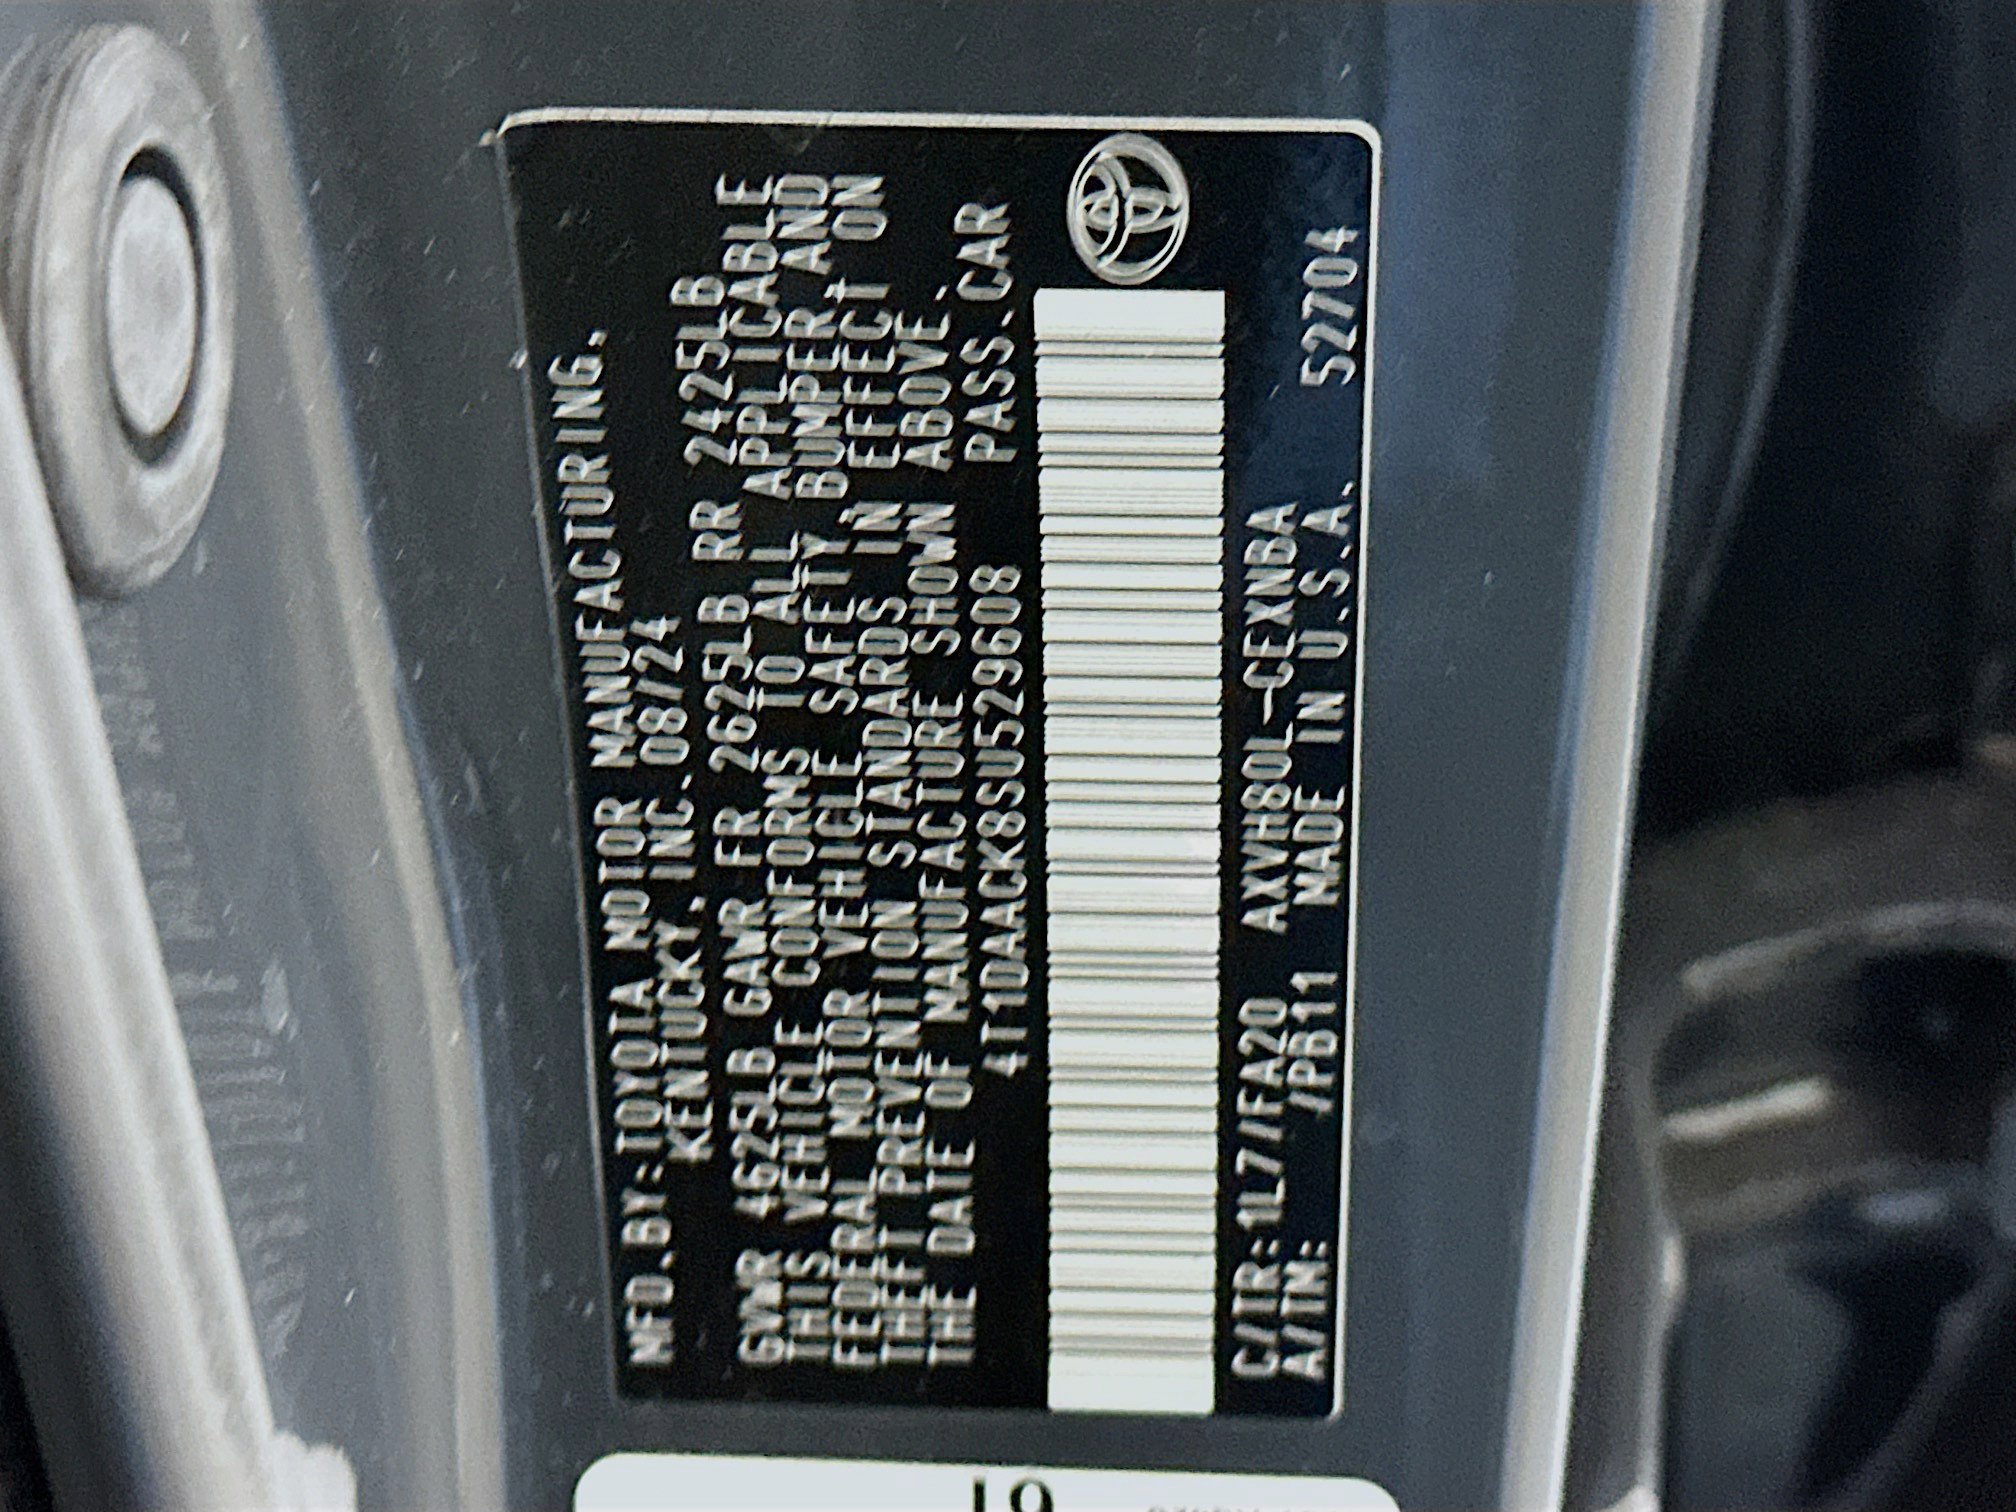 MFD.BY:TOYOTA MOTOR MANUFACTURING,
KENTUCKY, INC. 08/24
GVWR 4625LB GAWR FR 2625LB RR 2425LB
THIS VEHICLE CONFORMS TO ALL APPLICABLE
FEDERAL MOTOR VEHICLE SAFETY, BUMPER, AND
THEFT PREVENTION STANDARDS IN EFFECT ON
THE DATE OF MANUFACTURE SHOWN ABOVE.
4T1DAACK8SU529608 PASS.CAR
C/TR:1L7/FA20 AXVH80L-CEXNBA
A/TM: /PB11 MADE IN U.S.A. 52704